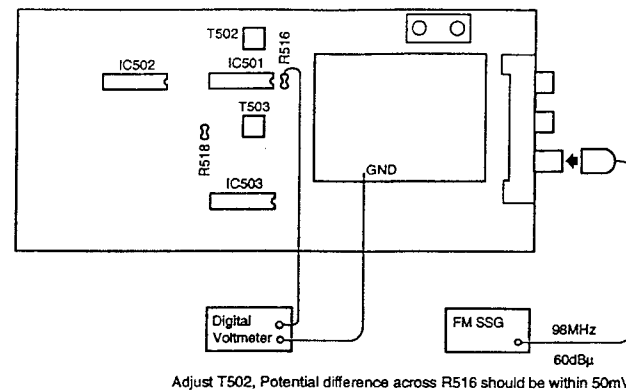 T502
R516
IC502
IC501
T503
R518
GND
IC503
Digital
Voltmeter
FM SSG
98MHz
60dBµ
Adjust T502, Potential difference across R516 should be within 50mV